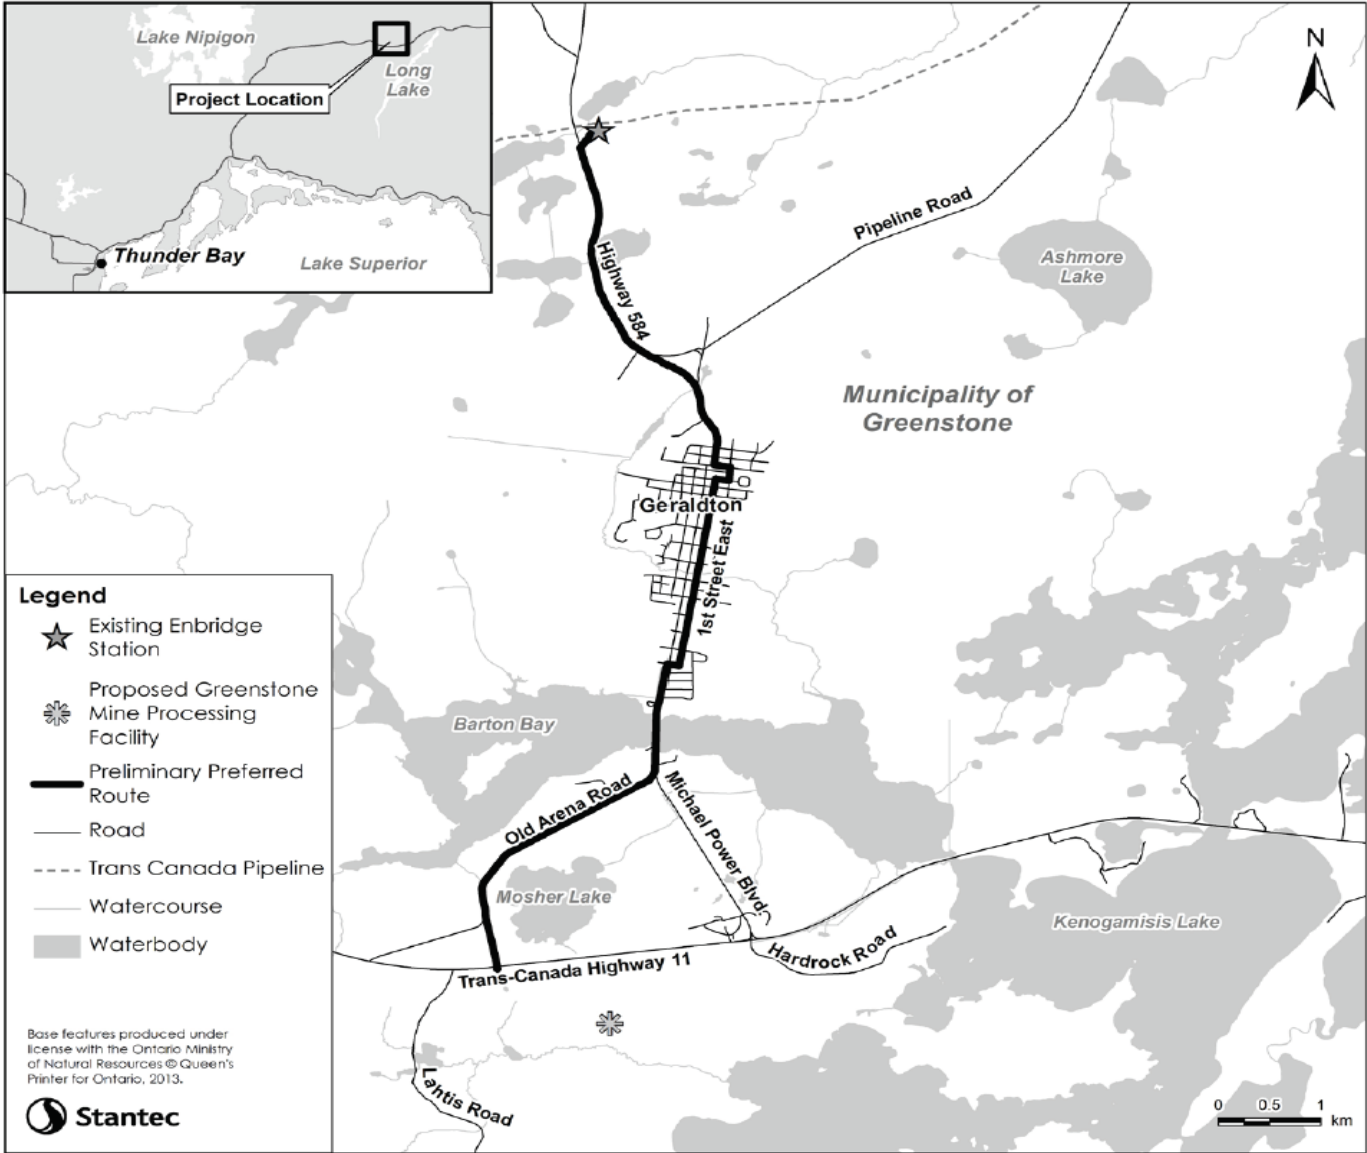 Lake Nipigon
Long
Lake
Project Location
Thunder Bay
Lake Superior
N
Pipeline Road
Ashmore
Lake
Highway 584
Municipality of
Greenstone
Geraldton
1st Street East
Barton Bay
Old Arena Road
Michael Power Blvd.
Mosher Lake
Kenogamisis Lake
Hardrock Road
Trans-Canada Highway 11
Lahtis Road
Legend
Existing Enbridge
Station
Proposed Greenstone
Mine Processing
Facility
Preliminary Preferred
Route
Road
Trans Canada Pipeline
Watercourse
Waterbody
Base features produced under
license with the Ontario Ministry
of Natural Resources © Queen's
Printer for Ontario, 2013.
Stantec
0 0.5 1
km